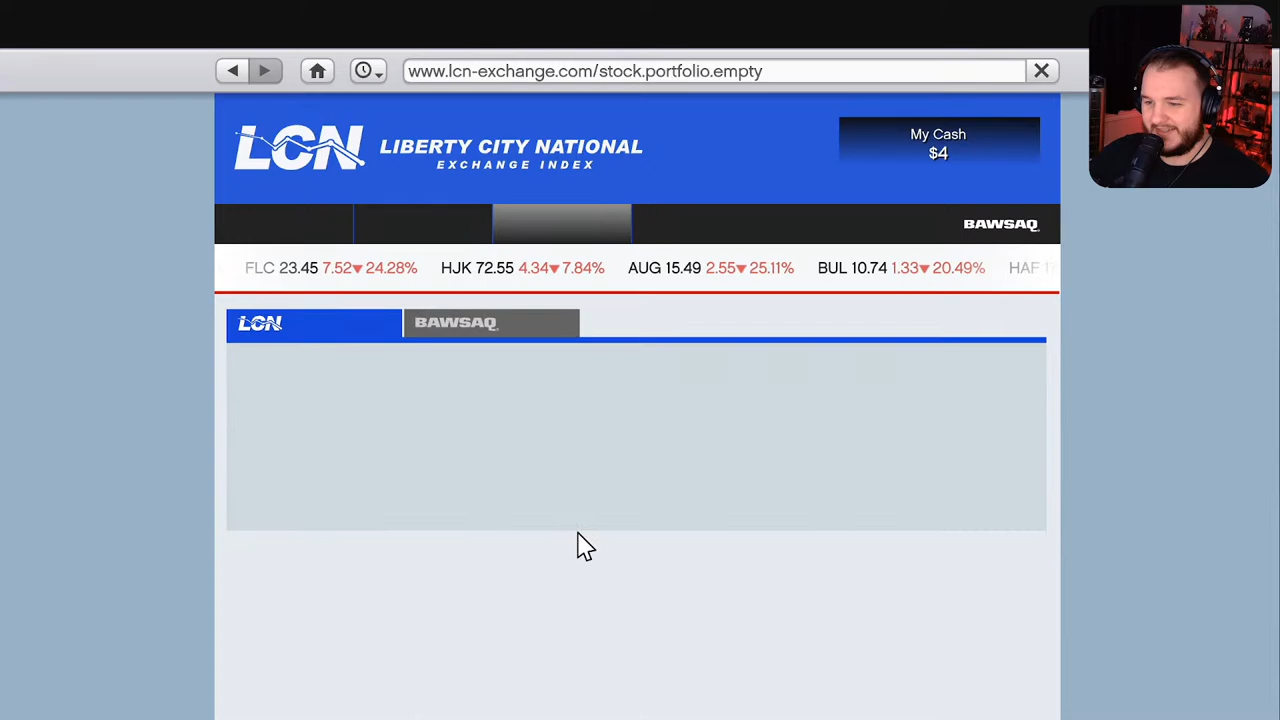 www.lcn-exchange.com/stock.portfolio.empty
LCN LIBERTY CITY NATIONAL
EXCHANGE INDEX
My Cash
$4
BAWSAQ
FLC 23.45 7.52▼24.28% HJK 72.55 4.34▼7.84% AUG 15.49 2.55▼25.11% BUL 10.74 1.33▼20.49% HAF
LCN BAWSAQ